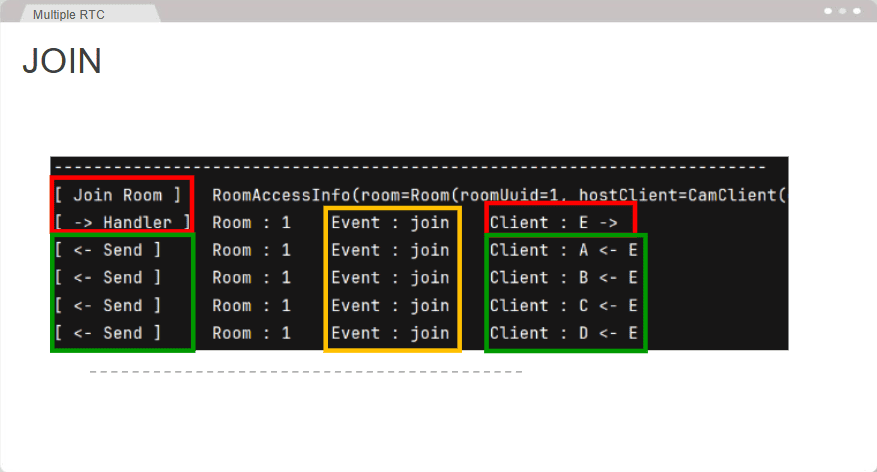 Multiple RTC
JOIN
[ Join Room ] RoomAccessInfo(room=Room(roomUuid=1, hostClient=CamClient(
[ -> Handler ] Room : 1 Event : join Client : E ->
[ <- Send ] Room : 1 Event : join Client : A <- E
[ <- Send ] Room : 1 Event : join Client : B <- E
[ <- Send ] Room : 1 Event : join Client : C <- E
[ <- Send ] Room : 1 Event : join Client : D <- E